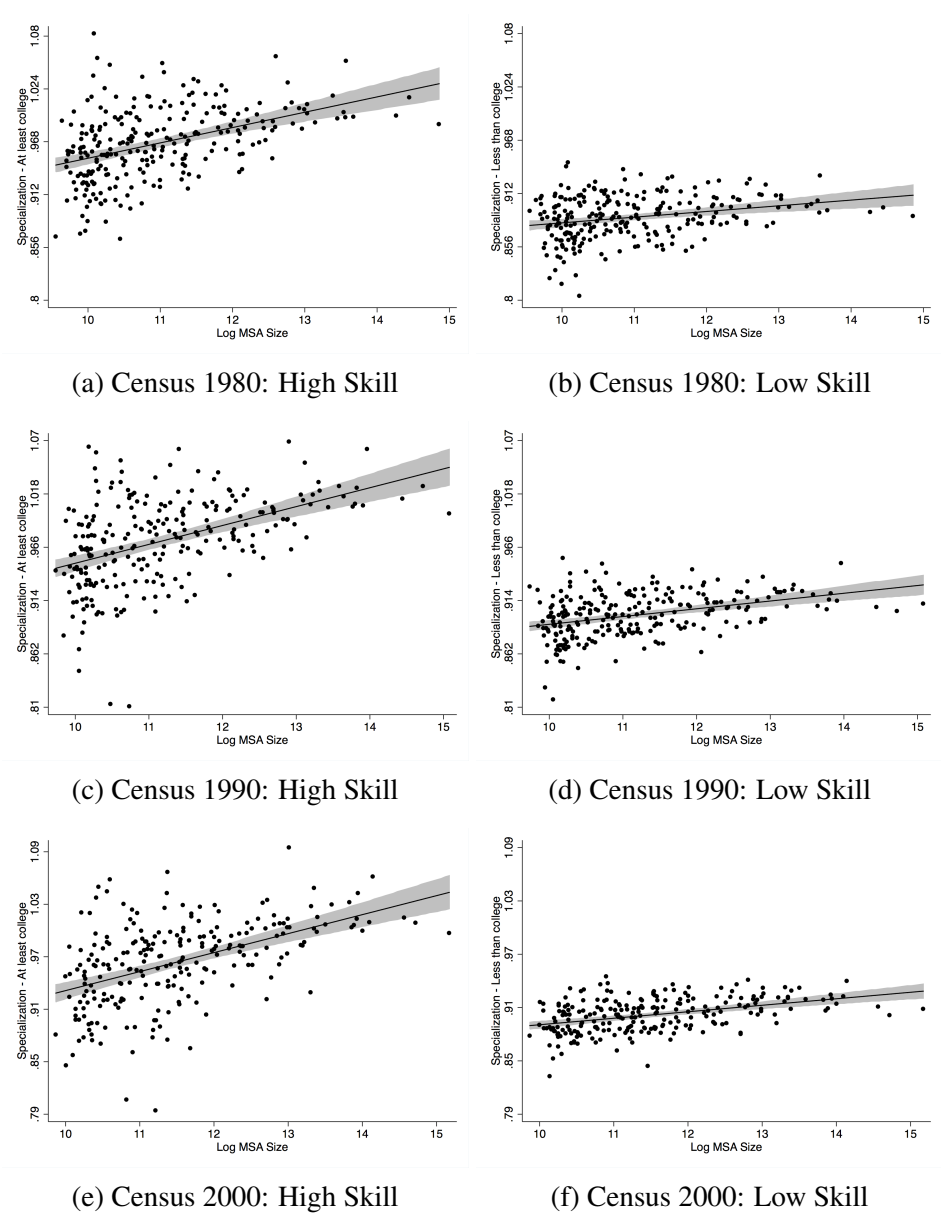 Specialization - At least college
1.08
1.024
.968
.912
.856
.8
10 11 12 13 14 15
Log MSA Size
(a) Census 1980: High Skill
Specialization - Less than college
1.08
1.024
.968
.912
.856
.8
10 11 12 13 14 15
Log MSA Size
(b) Census 1980: Low Skill
Specialization - At least college
1.07
1.018
.966
.914
.862
.81
10 11 12 13 14 15
Log MSA Size
(c) Census 1990: High Skill
Specialization - Less than college
1.07
1.018
.966
.914
.862
.81
10 11 12 13 14 15
Log MSA Size
(d) Census 1990: Low Skill
Specialization - At least college
1.09
1.03
.97
.91
.85
.79
10 11 12 13 14 15
Log MSA Size
(e) Census 2000: High Skill
Specialization - Less than college
1.09
1.03
.97
.91
.85
.79
10 11 12 13 14 15
Log MSA Size
(f) Census 2000: Low Skill